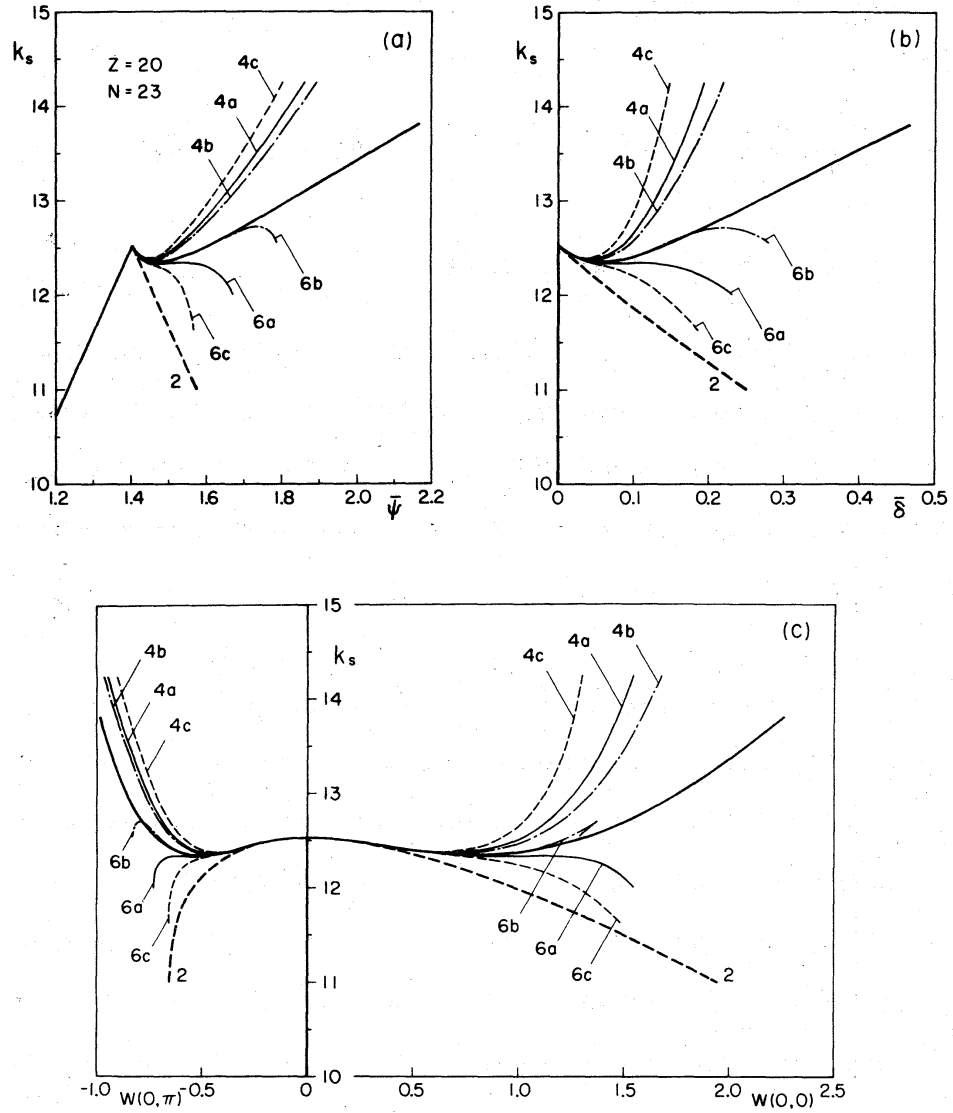 15
(a)
k_s
Z = 20
N = 23
4c
14
4a
4b
13
12
6b
6a
6c
11
2
10
1.2 1.4 1.6 1.8 2.0 2.2
ψ̄
15
(b)
k_s
4c
14
4a
4b
13
12
6b
6a
6c
11
2
10
0 0.1 0.2 0.3 0.4 0.5
δ̄
15
(c)
4b
k_s
4c
4a
4b
4a
14
4c
13
6b
12
6a
6b
6a
6c
6c
2
11
2
10
-1.0 -0.5 0.5 1.0 1.5 2.0 2.5
W(0,π)
W(0,0)